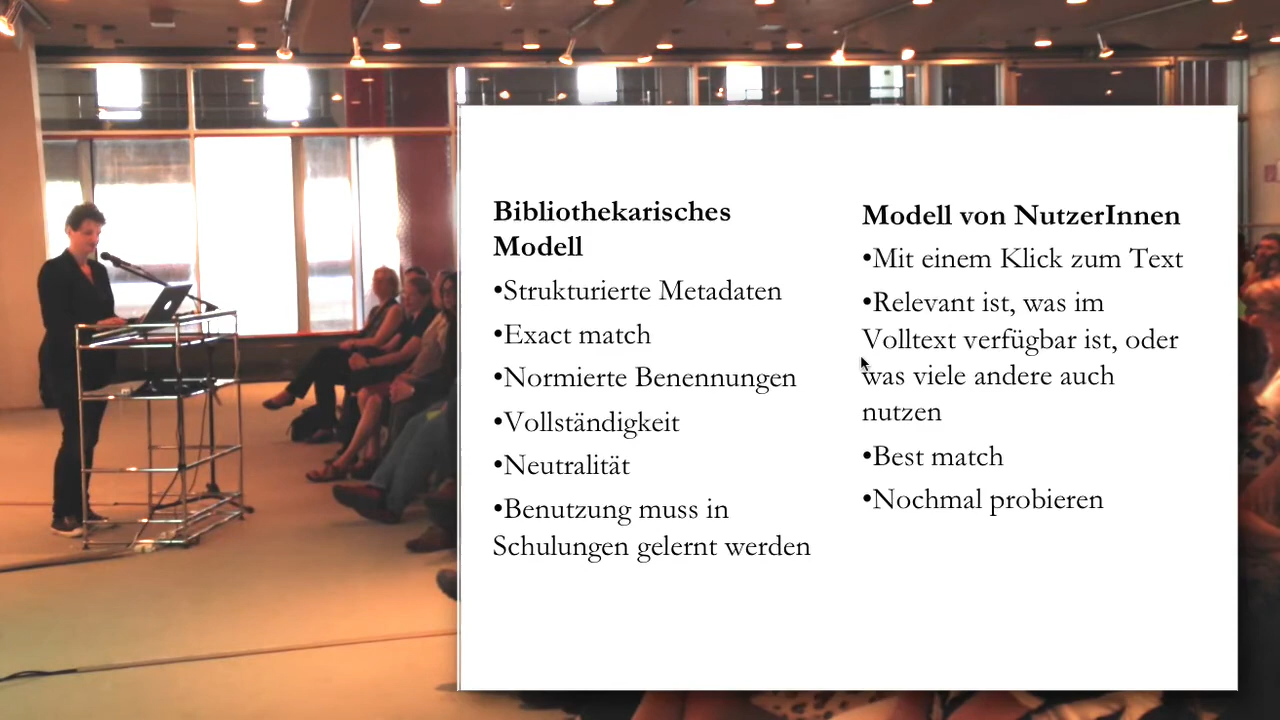 Bibliothekarisches
Modell
•Strukturierte Metadaten
•Exact match
•Normierte Benennungen
•Vollständigkeit
•Neutralität
•Benutzung muss in
Schulungen gelernt werden
Modell von NutzerInnen
•Mit einem Klick zum Text
•Relevant ist, was im
Volltext verfügbar ist, oder
was viele andere auch
nutzen
•Best match
•Nochmal probieren